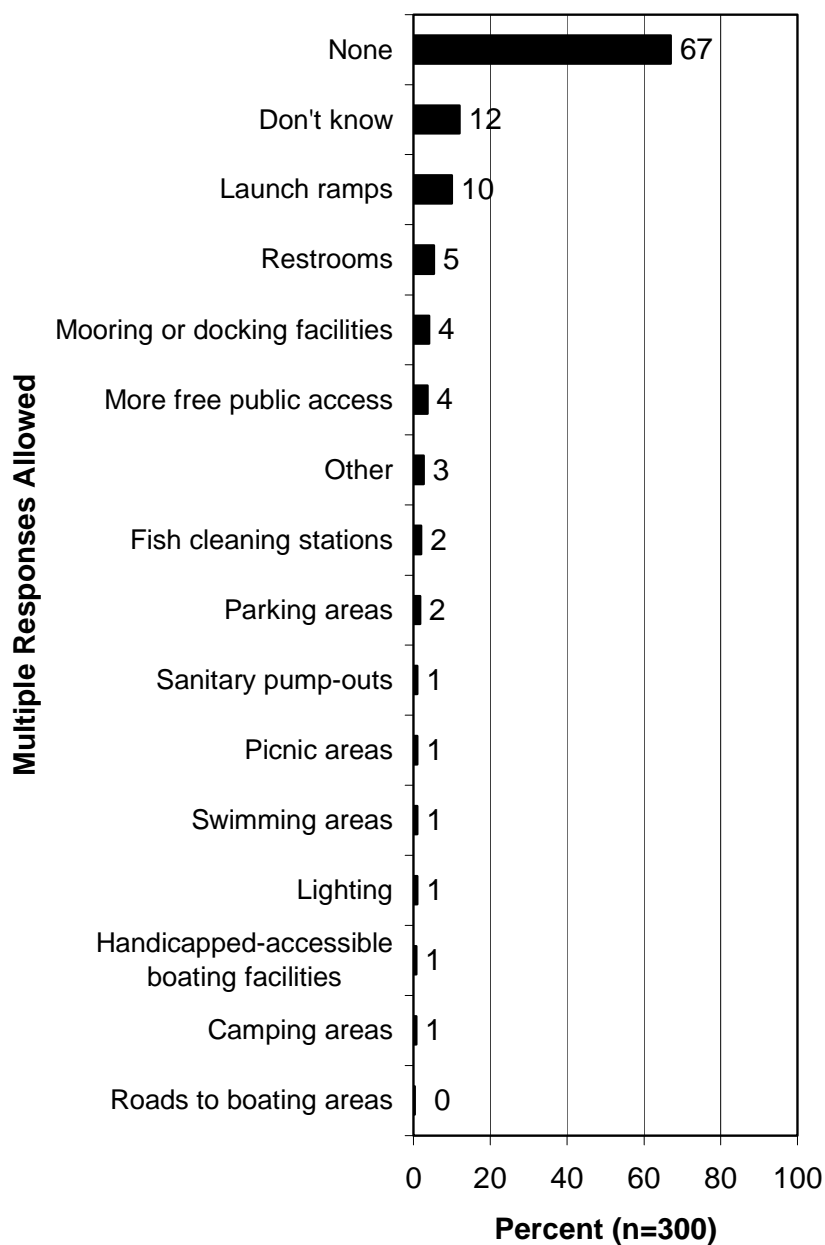 Multiple Responses Allowed
None 67
Don't know 12
Launch ramps 10
Restrooms 5
Mooring or docking facilities 4
More free public access 4
Other 3
Fish cleaning stations 2
Parking areas 2
Sanitary pump-outs 1
Picnic areas 1
Swimming areas 1
Lighting 1
Handicapped-accessible
boating facilities 1
Camping areas 1
Roads to boating areas 0
0 20 40 60 80 100
Percent (n=300)